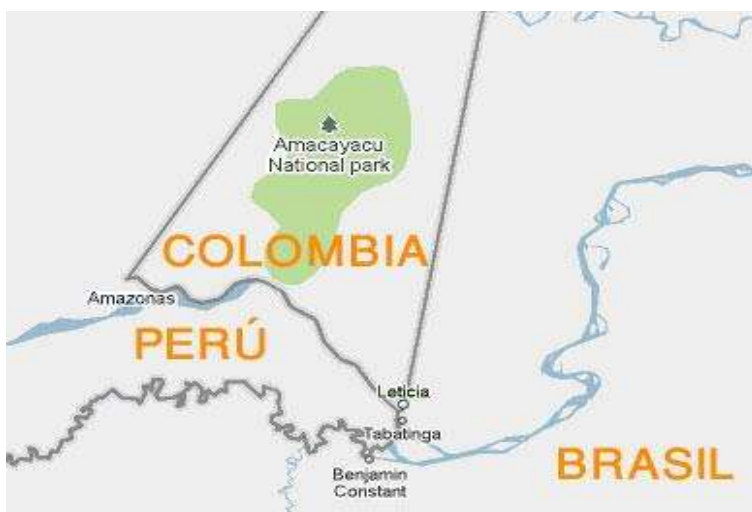 Amacayacu
National park
COLOMBIA
Amazonas
PERÚ
Leticia
Tabatinga
BRASIL
Benjamin
Constant